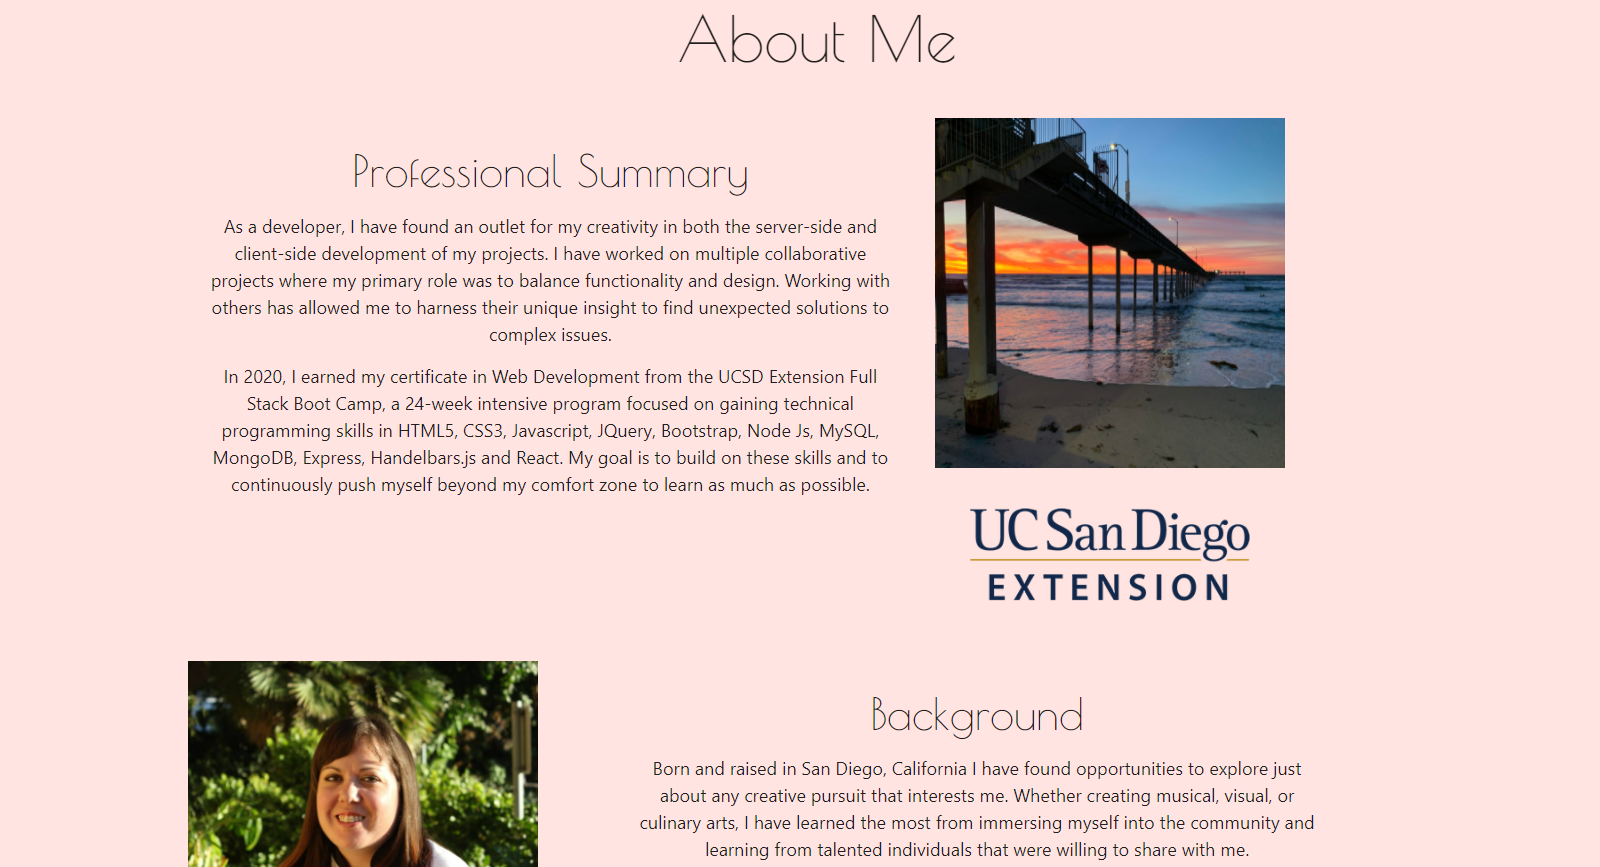 About Me
Professional Summary
As a developer, I have found an outlet for my creativity in both the server-side and
client-side development of my projects. I have worked on multiple collaborative
projects where my primary role was to balance functionality and design. Working with
others has allowed me to harness their unique insight to find unexpected solutions to
complex issues.
In 2020, I earned my certificate in Web Development from the UCSD Extension Full
Stack Boot Camp, a 24-week intensive program focused on gaining technical
programming skills in HTML5, CSS3, Javascript, JQuery, Bootstrap, Node Js, MySQL,
MongoDB, Express, Handelbars.js and React. My goal is to build on these skills and to
continuously push myself beyond my comfort zone to learn as much as possible.
UC San Diego
EXTENSION
Background
Born and raised in San Diego, California I have found opportunities to explore just
about any creative pursuit that interests me. Whether creating musical, visual, or
culinary arts, I have learned the most from immersing myself into the community and
learning from talented individuals that were willing to share with me.